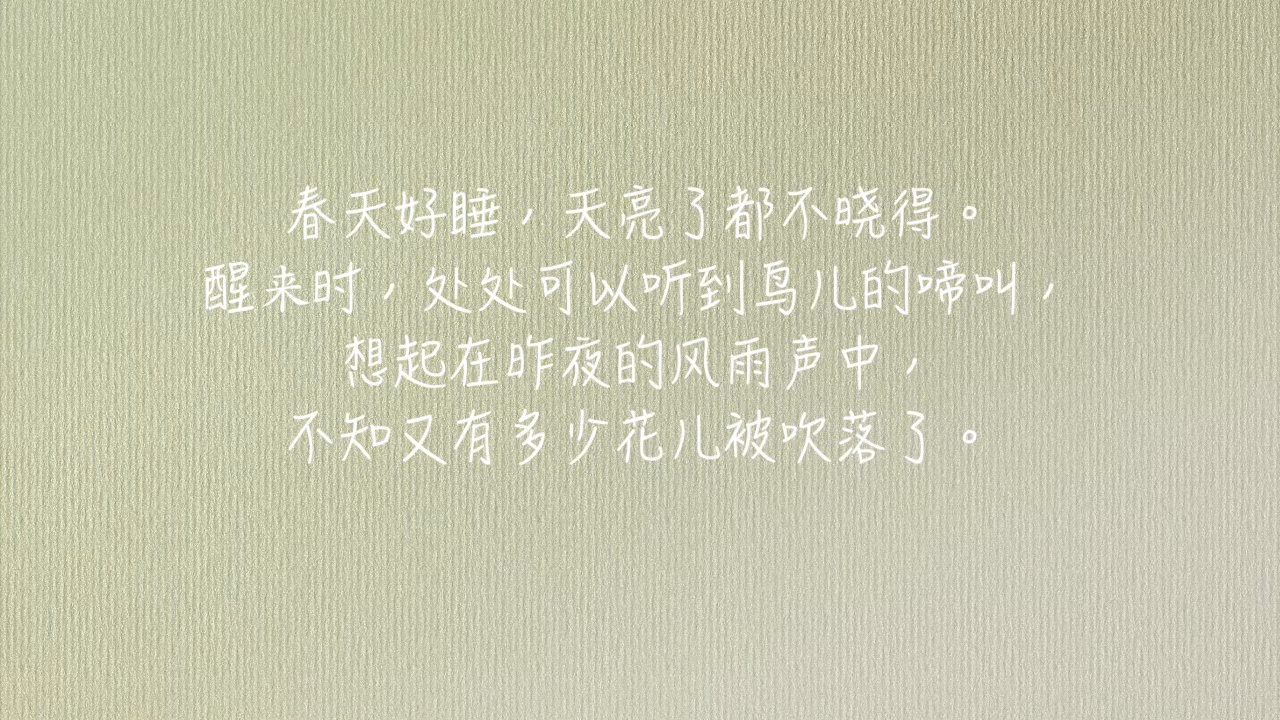 春天好睡，天亮了都不晓得。
醒来时，处处可以听到鸟儿的啼叫，
想起在昨夜的风雨声中，
不知又有多少花儿被吹落了。